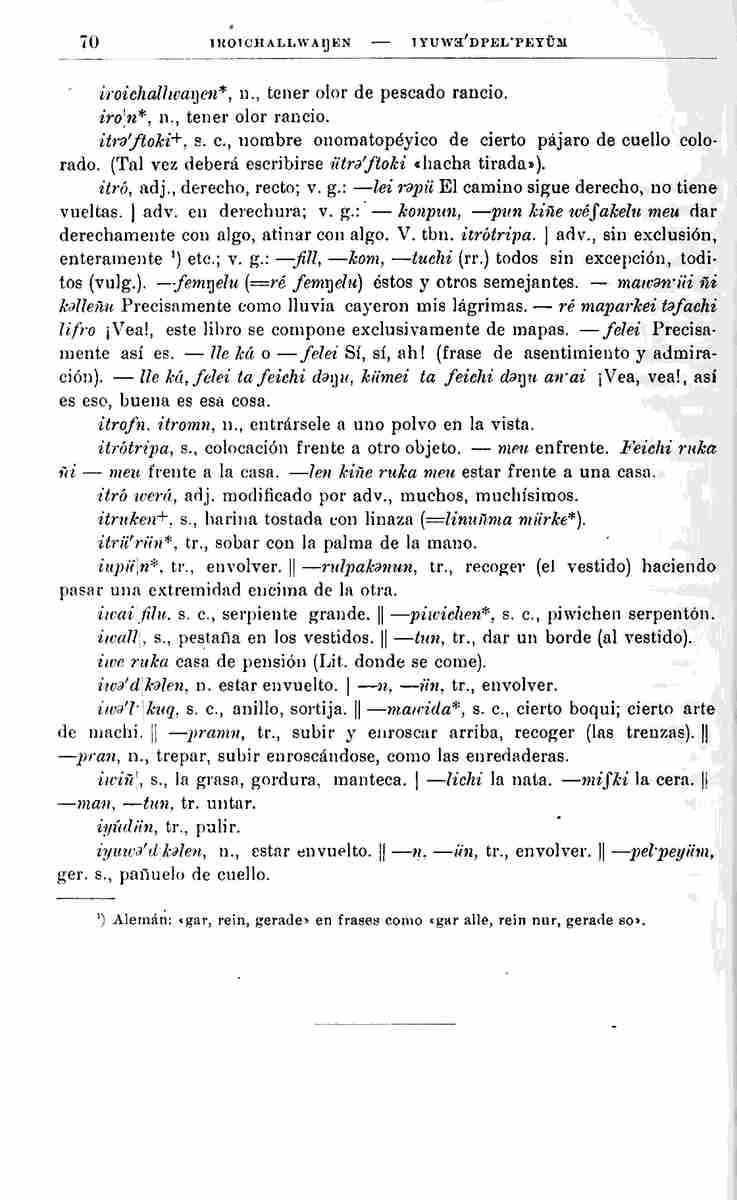 70 IROICHALLWAŊEN — IYUWƏ'DPEL·PEYÜM
iroichallwaŋen*, n., tener olor de pescado rancio.
iro¦n*, n., tener olor rancio.
itrə'ftoki+, s. c., nombre onomatopéyico de cierto pájaro de cuello colo-
rado. (Tal vez deberá escribirse ütrə'ftoki «hacha tirada»).
itró, adj., derecho, recto; v. g.: —lei rəpü El camino sigue derecho, no tiene
vueltas. | adv. en derechura; v. g.: — konpun, —pun kiñe wéʃakelu meu dar
derechamente con algo, atinar con algo. V. tbn. itrótripa. | adv., sin exclusión,
enteramente ¹) etc.; v. g.: —fill, —kom, —tuchi (rr.) todos sin excepción, todi-
tos (vulg.). —femŋelu (=ré femŋelu) éstos y otros semejantes. — mawən·üi ñi
kəlleñu Precisamente como lluvia cayeron mis lágrimas. — ré maparkei təfachi
lifro ¡Vea!, este libro se compone exclusivamente de mapas. —felei Precisa-
mente así es. — lle ká o —felei Sí, sí, ah! (frase de asentimiento y admira-
ción). — lle ká, felei ta feichi dəŋu, kümei ta feichi dəŋu an·ai ¡Vea, vea!, así
es eso, buena es esa cosa.
itrofn. itromn, n., entrársele a uno polvo en la vista.
itrótripa, s., colocación frente a otro objeto. — meu enfrente. Feichi ruka
ñi — meu frente a la casa. —len kiñe ruka meu estar frente a una casa.
itró werá, adj. modificado por adv., muchos, muchísimos.
itruken+, s., harina tostada con linaza (=linuñma mürke*).
itrü'rün*, tr., sobar con la palma de la mano.
iupü¦n*. tr., envolver. || —rulpakənun, tr., recoger (el vestido) haciendo
pasar una extremidad encima de la otra.
iwai filu. s. c., serpiente grande. || —piwichen*, s. c., piwichen serpentón.
iwall¦, s., pestaña en los vestidos. || —tun, tr., dar un borde (al vestido).
iwe ruka casa de pensión (Lit. donde se come).
iwə'd¦kəlen, n. estar envuelto. | —n, —ün, tr., envolver.
iwə'l·¦kuq, s. c., anillo, sortija. || —mawida*, s. c., cierto boqui; cierto arte
de machi. || —pramn, tr., subir y enroscar arriba, recoger (las trenzas). ||
—pran, n., trepar, subir enroscándose, como las enredaderas.
iwiñ¦, s., la grasa, gordura, manteca. | —lichi la nata. —miʃki la cera. ||
—man, —tun, tr. untar.
iyúdün, tr., pulir.
iyuwə'd¦kəlen, n., estar envuelto. || —n. —ün, tr., envolver. || —pel·peyüm,
ger. s., pañuelo de cuello.
¹) Alemán: «gar, rein, gerade» en frases como «gar alle, rein nur, gerade so».